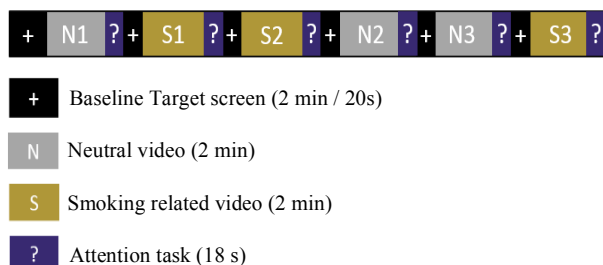 + N1 ? + S1 ? + S2 ? + N2 ? + N3 ? + S3 ?
+ Baseline Target screen (2 min / 20s)
N Neutral video (2 min)
S Smoking related video (2 min)
? Attention task (18 s)